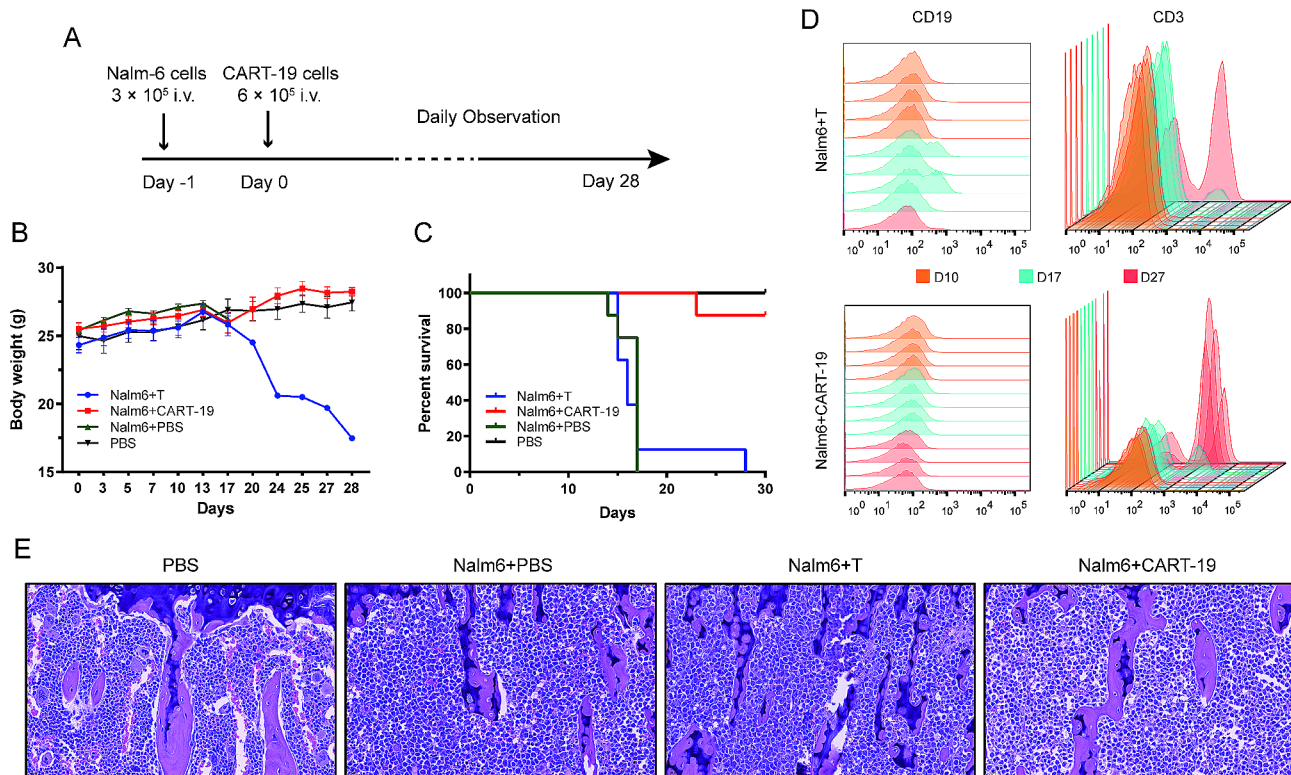 A
Nalm-6 cells
3 × 10⁵ i.v.
CART-19 cells
6 × 10⁵ i.v.
Daily Observation
Day -1
Day 0
Day 28
B
Body weight (g)
30
25
20
15
Nalm6+T
Nalm6+CART-19
Nalm6+PBS
PBS
0 3 5 7 10 13 17 20 24 25 27 28
Days
C
Percent survival
100
80
60
40
20
0
Nalm6+T
Nalm6+CART-19
Nalm6+PBS
PBS
0 10 20 30
Days
D
CD19
CD3
Nalm6+T
10⁰ 10¹ 10² 10³ 10⁴ 10⁵
10⁰ 10¹ 10² 10³ 10⁴ 10⁵
D10
D17
D27
Nalm6+CART-19
10⁰ 10¹ 10² 10³ 10⁴ 10⁵
10⁰ 10¹ 10² 10³ 10⁴ 10⁵
E
PBS
Nalm6+PBS
Nalm6+T
Nalm6+CART-19